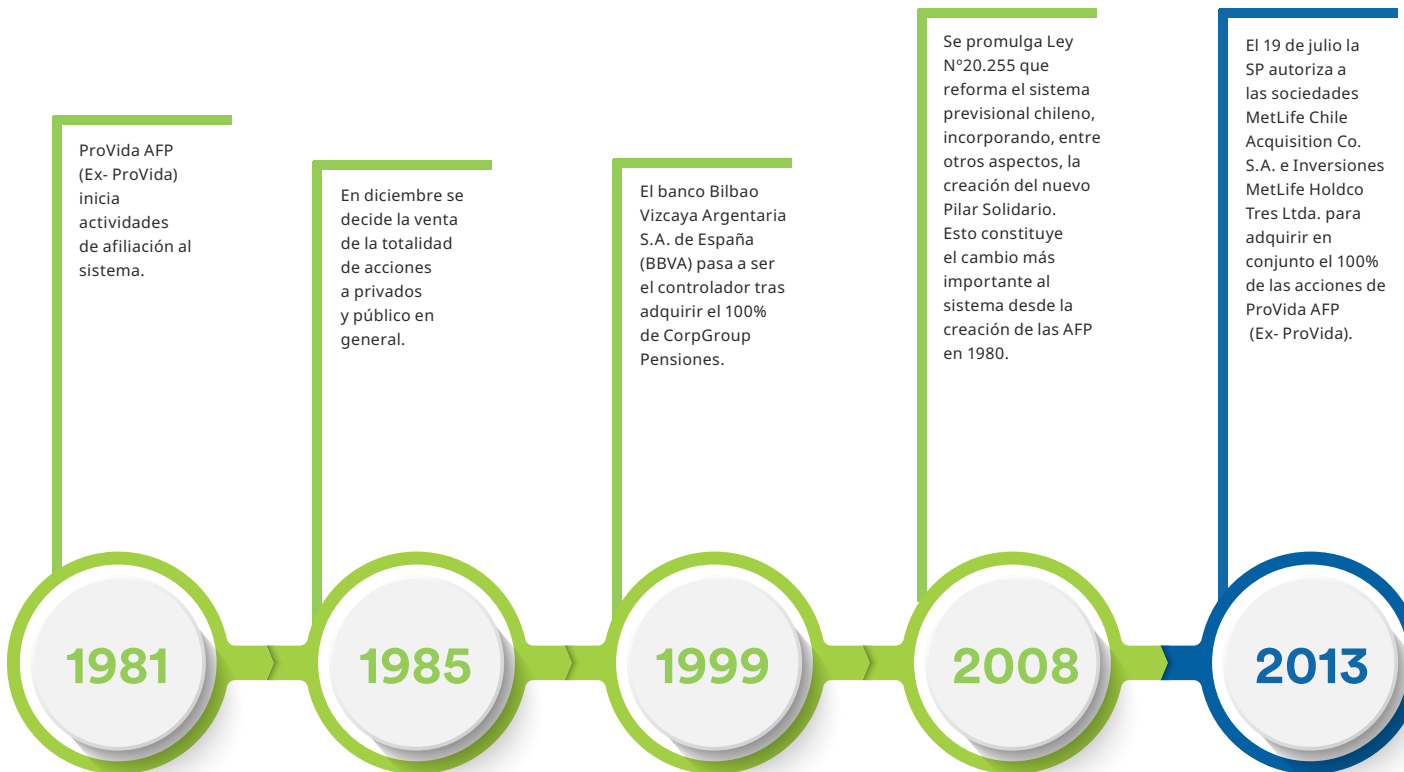 ProVida AFP
(Ex- ProVida)
inicia
actividades
de afiliación al
sistema.
En diciembre se
decide la venta
de la totalidad
de acciones
a privados
y público en
general.
El banco Bilbao
Vizcaya Argentaria
S.A. de España
(BBVA) pasa a ser
el controlador tras
adquirir el 100%
de CorpGroup
Pensiones.
Se promulga Ley
N°20.255 que
reforma el sistema
previsional chileno,
incorporando, entre
otros aspectos, la
creación del nuevo
Pilar Solidario.
Esto constituye
el cambio más
importante al
sistema desde la
creación de las AFP
en 1980.
El 19 de julio la
SP autoriza a
las sociedades
MetLife Chile
Acquisition Co.
S.A. e Inversiones
MetLife Holdco
Tres Ltda. para
adquirir en
conjunto el 100%
de las acciones de
ProVida AFP
(Ex- ProVida).
1981
1985
1999
2008
2013